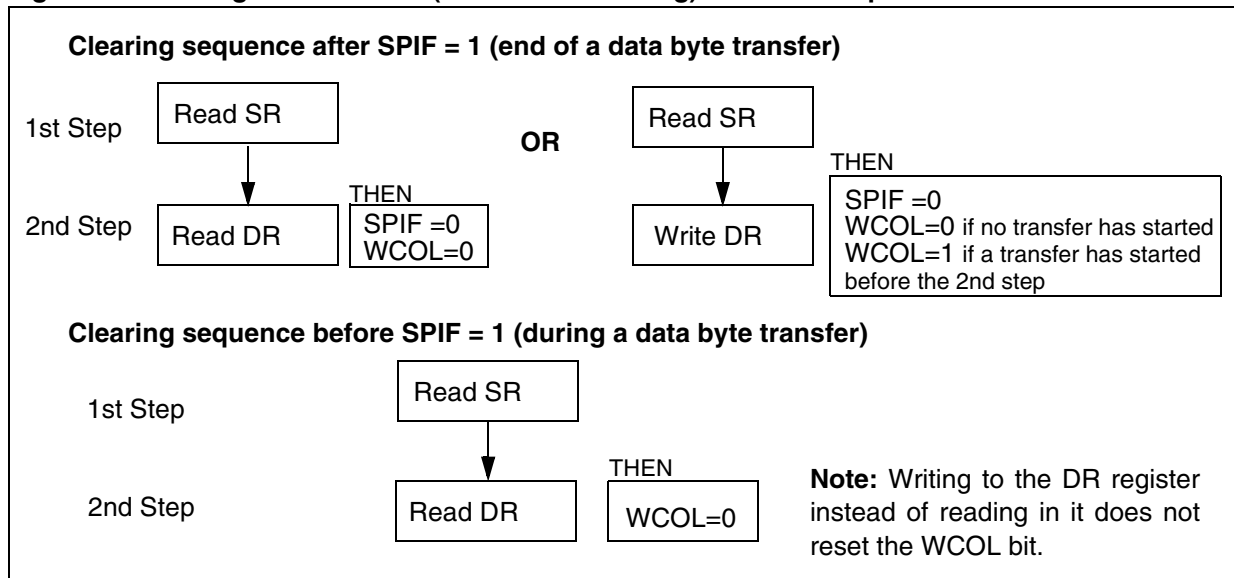 Clearing sequence after SPIF = 1 (end of a data byte transfer)
1st Step
Read SR
OR
Read SR
THEN
THEN
2nd Step
Read DR
SPIF =0
WCOL=0
Write DR
SPIF =0
WCOL=0 if no transfer has started
WCOL=1 if a transfer has started
before the 2nd step
Clearing sequence before SPIF = 1 (during a data byte transfer)
1st Step
Read SR
THEN
2nd Step
Read DR
WCOL=0
Note: Writing to the DR register
instead of reading in it does not
reset the WCOL bit.